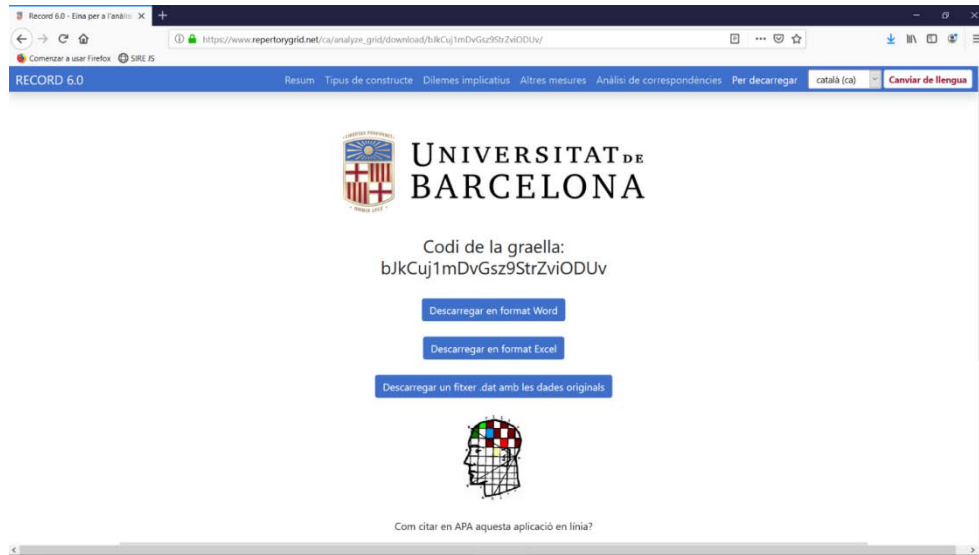 Record 6.0 - Eina per a l'anàlisi
https://www.repertorygrid.net/ca/analyze_grid/download/bJkCuj1mDvGsz9StrZviODUv/
Comenzar a usar Firefox SIRE JS
RECORD 6.0 Resum Tipus de constructe Dilemes implicatius Altres mesures Anàlisi de correspondències Per decarregar català (ca) Canviar de llengua
UNIVERSITAT DE
BARCELONA
Codi de la graella:
bJkCuj1mDvGsz9StrZviODUv
Descarregar en format Word
Descarregar en format Excel
Descarregar un fitxer .dat amb les dades originals
Com citar en APA aquesta aplicació en línia?